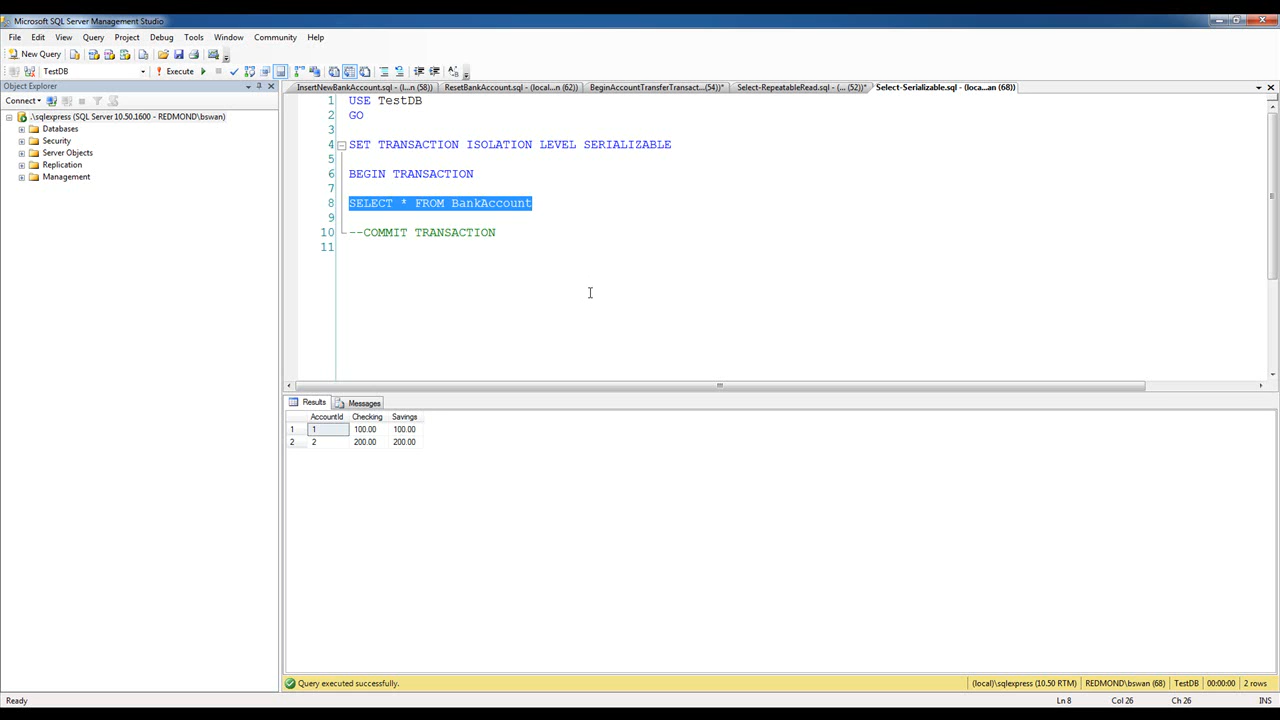 Microsoft SQL Server Management Studio
File Edit View Query Project Debug Tools Window Community Help
New Query
TestDB Execute
Object Explorer
InsertNewBankAccount.sql - (l...n (58)) ResetBankAccount.sql - (local...n (62)) BeginAccountTransferTransact...(54))* Select-RepeatableRead.sql - (... (52))* Select-Serializable.sql - (loca...an (68))
Connect
.\sqlexpress (SQL Server 10.50.1600 - REDMOND\bswan)
Databases
Security
Server Objects
Replication
Management
1 USE TestDB
2 GO
3
4 SET TRANSACTION ISOLATION LEVEL SERIALIZABLE
5
6 BEGIN TRANSACTION
7
8 SELECT * FROM BankAccount
9
10 --COMMIT TRANSACTION
11
Results Messages
AccountId Checking Savings
1 1 100.00 100.00
2 2 200.00 200.00
Query executed successfully. (local)\sqlexpress (10.50 RTM) REDMOND\bswan (68) TestDB 00:00:00 2 rows
Ready Ln 8 Col 26 Ch 26 INS